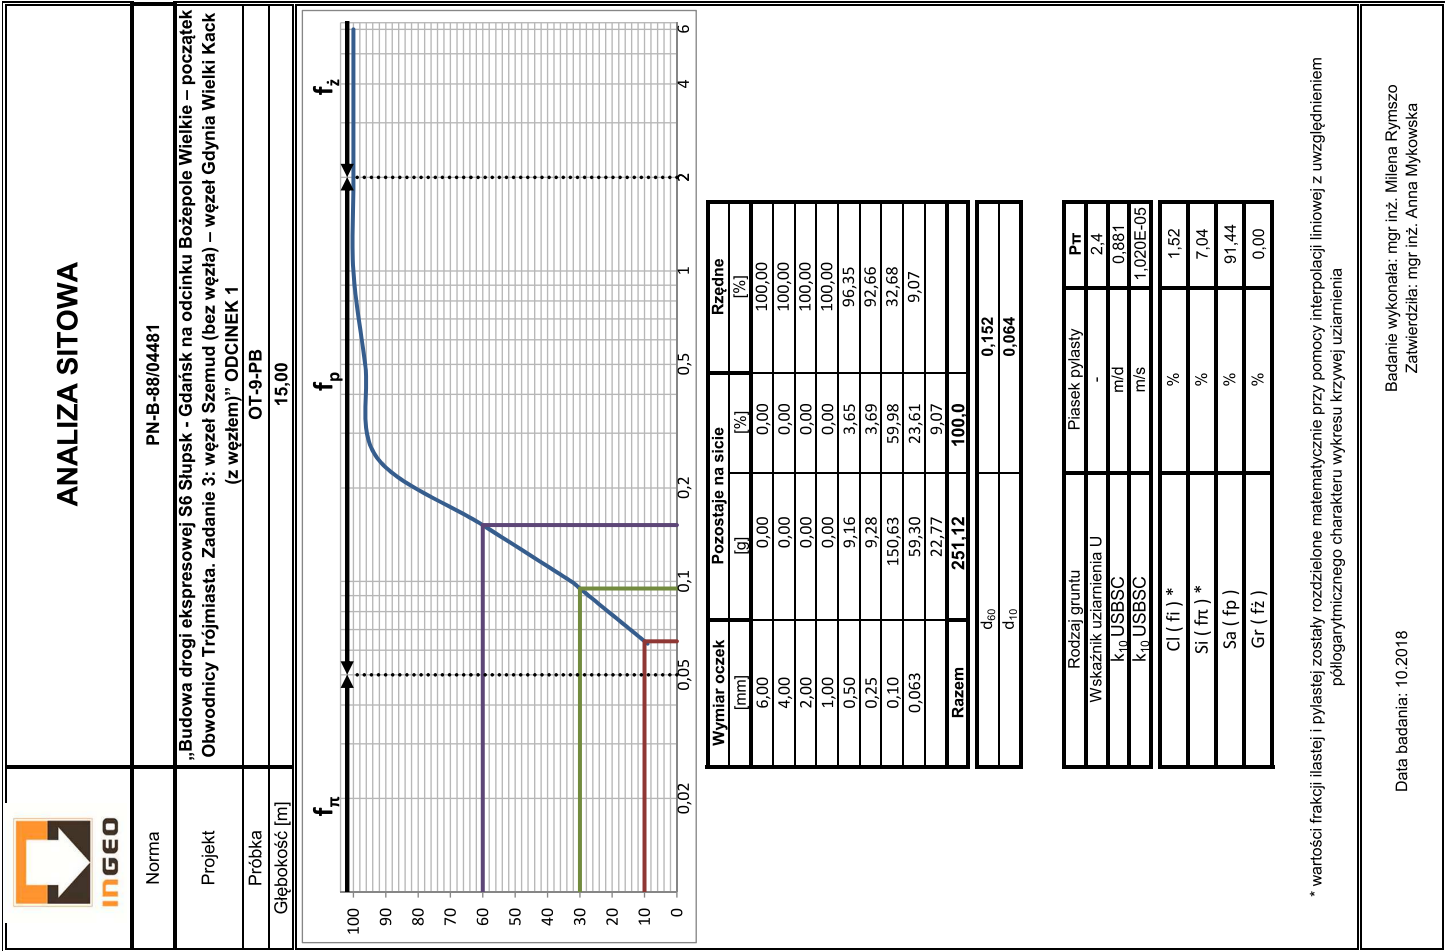 INGEO
ANALIZA SITOWA
Norma PN-B-88/04481
Projekt
„Budowa drogi ekspresowej S6 Słupsk - Gdańsk na odcinku Bożepole Wielkie – początek
Obwodnicy Trójmiasta. Zadanie 3: węzeł Szemud (bez węzła) – węzeł Gdynia Wielki Kack
(z węzłem)” ODCINEK 1
Próbka OT-9-PB
Głębokość [m] 15,00
fπ fp fż
100
90
80
70
60
50
40
30
20
10
0
0,02 0,05 0,1 0,2 0,5 1 2 4 6
Wymiar oczek Pozostaje na sicie Rzędne
[mm] [g] [%] [%]
6,00 0,00 0,00 100,00
4,00 0,00 0,00 100,00
2,00 0,00 0,00 100,00
1,00 0,00 0,00 100,00
0,50 9,16 3,65 96,35
0,25 9,28 3,69 92,66
0,10 150,63 59,98 32,68
0,063 59,30 23,61 9,07
22,77 9,07
Razem 251,12 100,0
d60 0,152
d10 0,064
Rodzaj gruntu Piasek pylasty Pπ
Wskaźnik uziarnienia U - 2,4
k10 USBSC m/d 0,881
k10 USBSC m/s 1,020E-05
Cl ( fi ) * % 1,52
Si ( fπ ) * % 7,04
Sa ( fp ) % 91,44
Gr ( fż ) % 0,00
* wartości frakcji ilastej i pylastej zostały rozdzielone matematycznie przy pomocy interpolacji liniowej z uwzględnieniem
półlogarytmicznego charakteru wykresu krzywej uziarnienia
Data badania: 10.2018
Badanie wykonała: mgr inż. Milena Rymszo
Zatwierdziła: mgr inż. Anna Mykowska